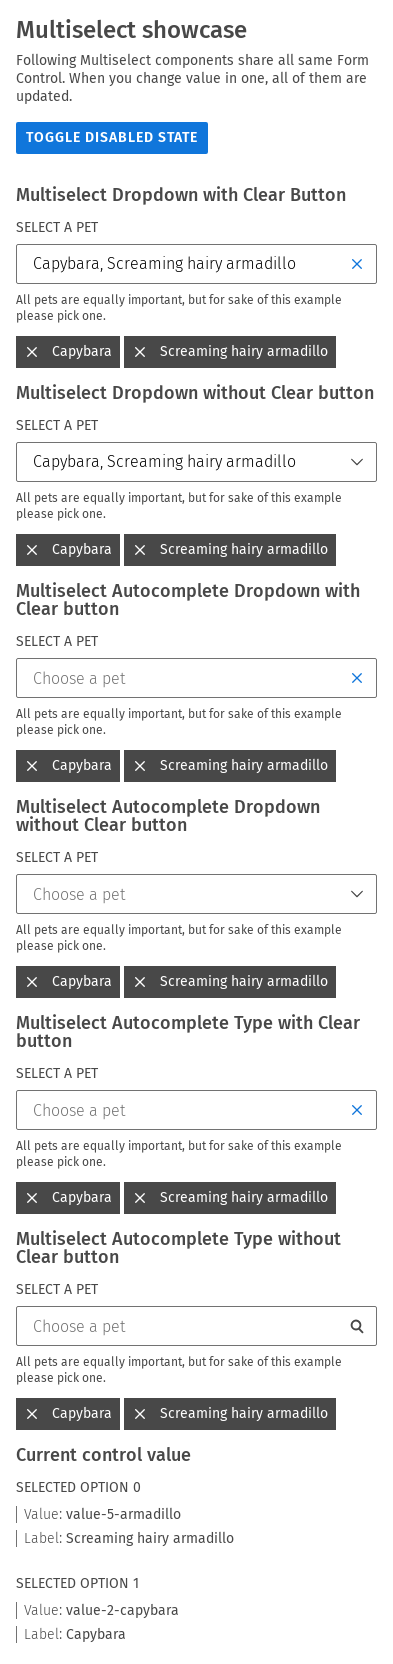 Multiselect showcase
Following Multiselect components share all same Form
Control. When you change value in one, all of them are
updated.
TOGGLE DISABLED STATE
Multiselect Dropdown with Clear Button
SELECT A PET
Capybara, Screaming hairy armadillo
All pets are equally important, but for sake of this example
please pick one.
Capybara Screaming hairy armadillo
Multiselect Dropdown without Clear button
SELECT A PET
Capybara, Screaming hairy armadillo
All pets are equally important, but for sake of this example
please pick one.
Capybara Screaming hairy armadillo
Multiselect Autocomplete Dropdown with
Clear button
SELECT A PET
Choose a pet
All pets are equally important, but for sake of this example
please pick one.
Capybara Screaming hairy armadillo
Multiselect Autocomplete Dropdown
without Clear button
SELECT A PET
Choose a pet
All pets are equally important, but for sake of this example
please pick one.
Capybara Screaming hairy armadillo
Multiselect Autocomplete Type with Clear
button
SELECT A PET
Choose a pet
All pets are equally important, but for sake of this example
please pick one.
Capybara Screaming hairy armadillo
Multiselect Autocomplete Type without
Clear button
SELECT A PET
Choose a pet
All pets are equally important, but for sake of this example
please pick one.
Capybara Screaming hairy armadillo
Current control value
SELECTED OPTION 0
Value: value-5-armadillo
Label: Screaming hairy armadillo
SELECTED OPTION 1
Value: value-2-capybara
Label: Capybara